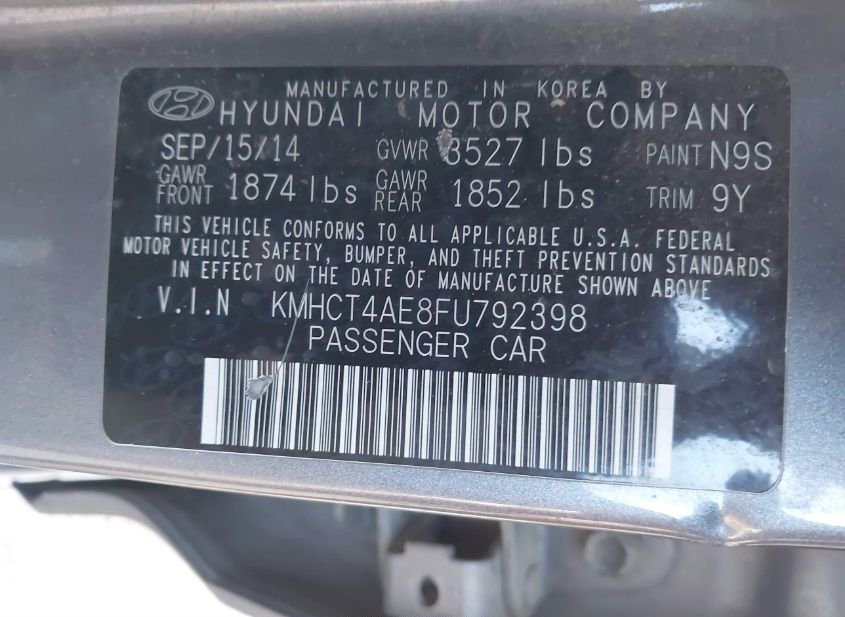 MANUFACTURED IN KOREA BY
HYUNDAI MOTOR COMPANY
SEP/15/14 GVWR 3527 lbs PAINT N9S
GAWR FRONT 1874 lbs GAWR REAR 1852 lbs TRIM 9Y
THIS VEHICLE CONFORMS TO ALL APPLICABLE U.S.A. FEDERAL
MOTOR VEHICLE SAFETY, BUMPER, AND THEFT PREVENTION STANDARDS
IN EFFECT ON THE DATE OF MANUFACTURE SHOWN ABOVE
V.I.N KMHCT4AE8FU792398
PASSENGER CAR